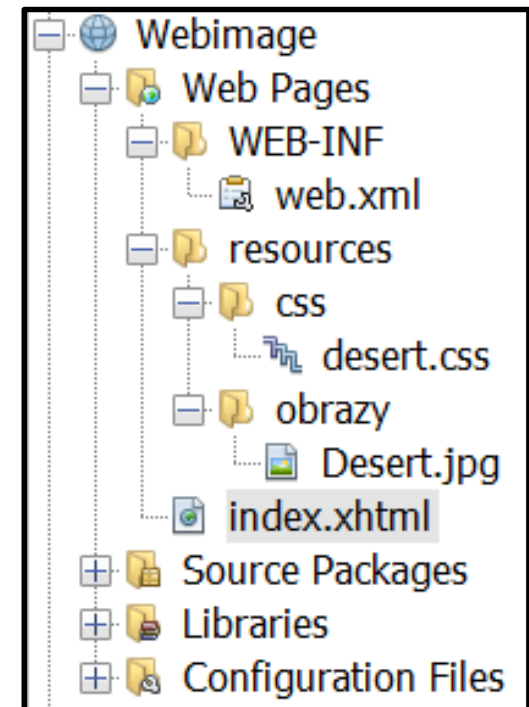 Webimage
Web Pages
WEB-INF
web.xml
resources
css
desert.css
obrazy
Desert.jpg
index.xhtml
Source Packages
Libraries
Configuration Files